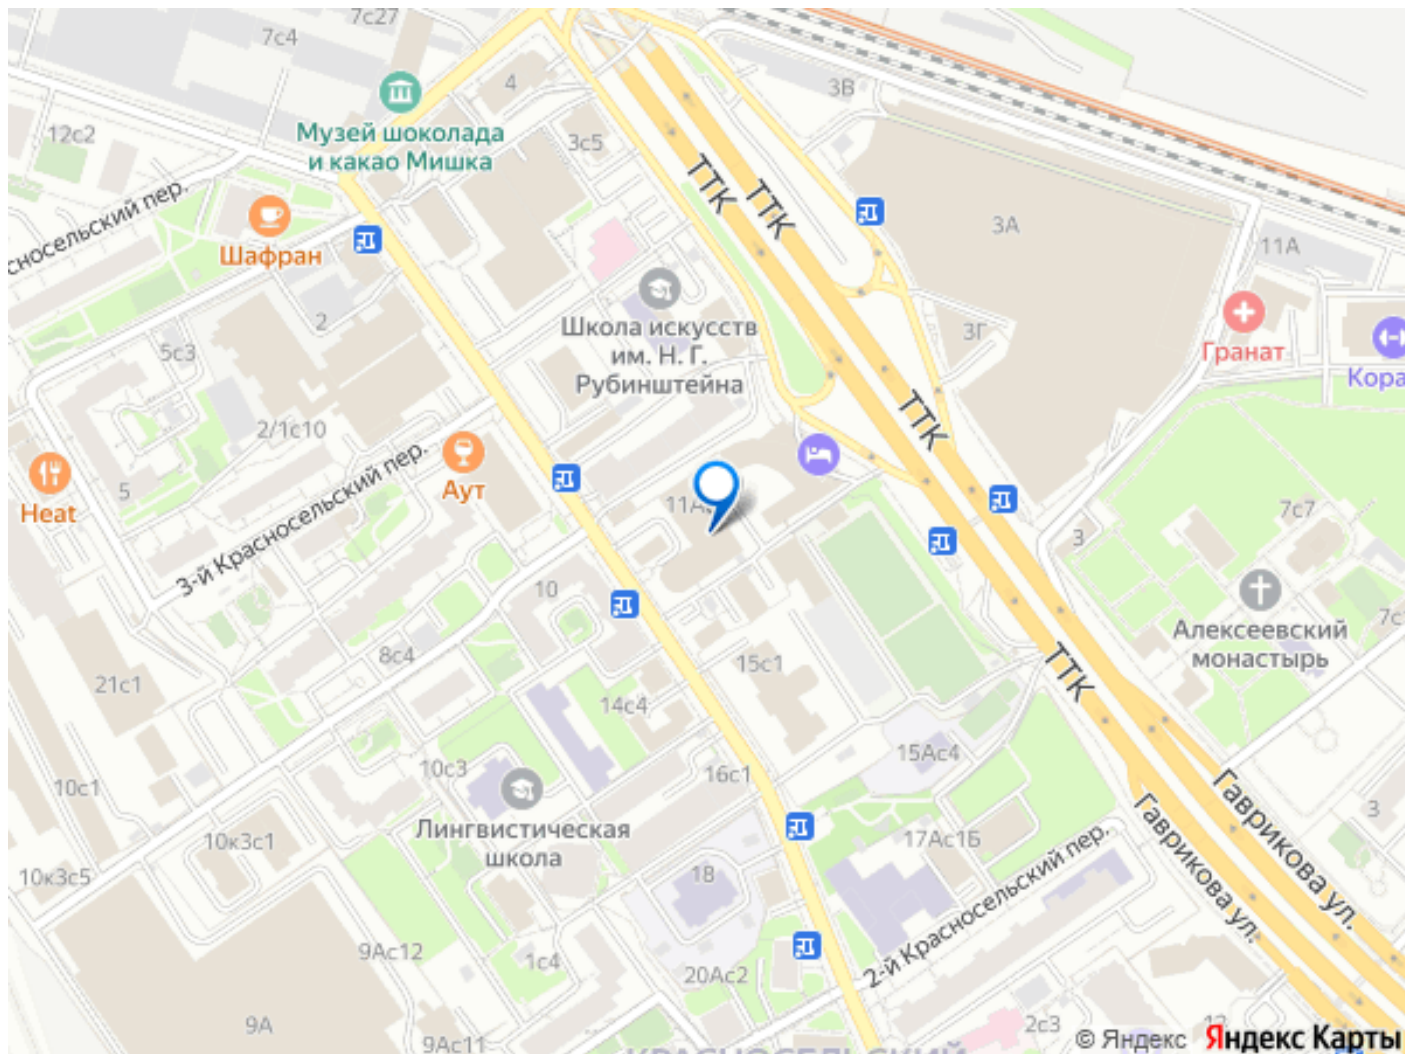 7с27
7с4
4
3В
12с2
Музей шоколада
и какао Мишка
3с5
ТТК
ТТК
сносельский пер.
3А
11А
Шафран
2
Школа искусств
им. Н. Г.
Рубинштейна
3Г
Гранат
Кора
5с3
ТТК
2/1с10
5
Аут
Heat
3-й Красносельский пер.
7с7
3
10
7с
Алексеевский
монастырь
8с4
15с1
ТТК
21с1
14с4
15Ас4
10с3
16с1
10с1
Гаврикова ул.
Гаврикова ул.
3
Лингвистическая
школа
10к3с1
17Ас1Б
10к3с5
18
2-й Красносельский пер.
9Ас12
1с4
20Ас2
9А
9Ас11
2с3
КРАСНОСЕЛЬСКИЙ
© Яндекс Яндекс Карты